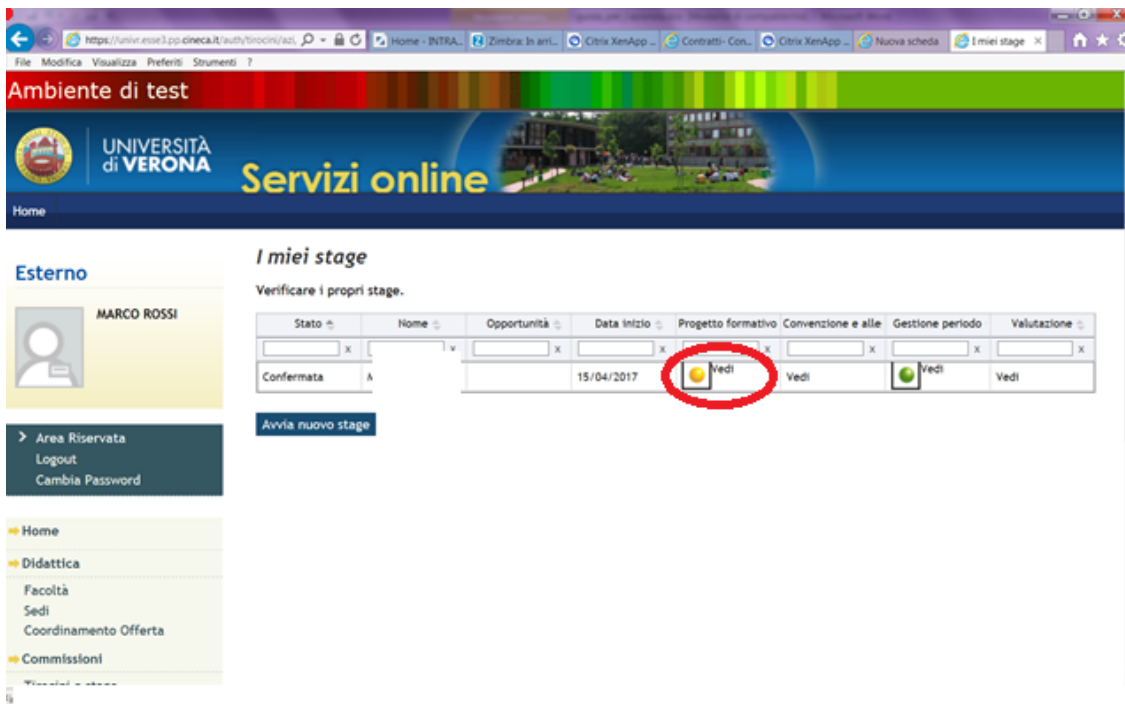 https://univr.esse3.pp.cineca.it/auth/tirocini/azi,
Home - INTRA...
Zimbra: In arri...
Citrix XenApp ...
Contratti- Con...
Citrix XenApp ...
Nuova scheda
I miei stage
File Modifica Visualizza Preferiti Strumenti ?
Ambiente di test
UNIVERSITÀ
di VERONA
Servizi online
Home
Esterno
MARCO ROSSI
I miei stage
Verificare i propri stage.
Stato Nome Opportunità Data inizio Progetto formativo Convenzione e alle Gestione periodo Valutazione
X X X X X X X
Confermata 15/04/2017 Vedi Vedi Vedi Vedi
Avvia nuovo stage
> Area Riservata
Logout
Cambia Password
Home
Didattica
Facoltà
Sedi
Coordinamento Offerta
Commissioni
Tirocini e stage